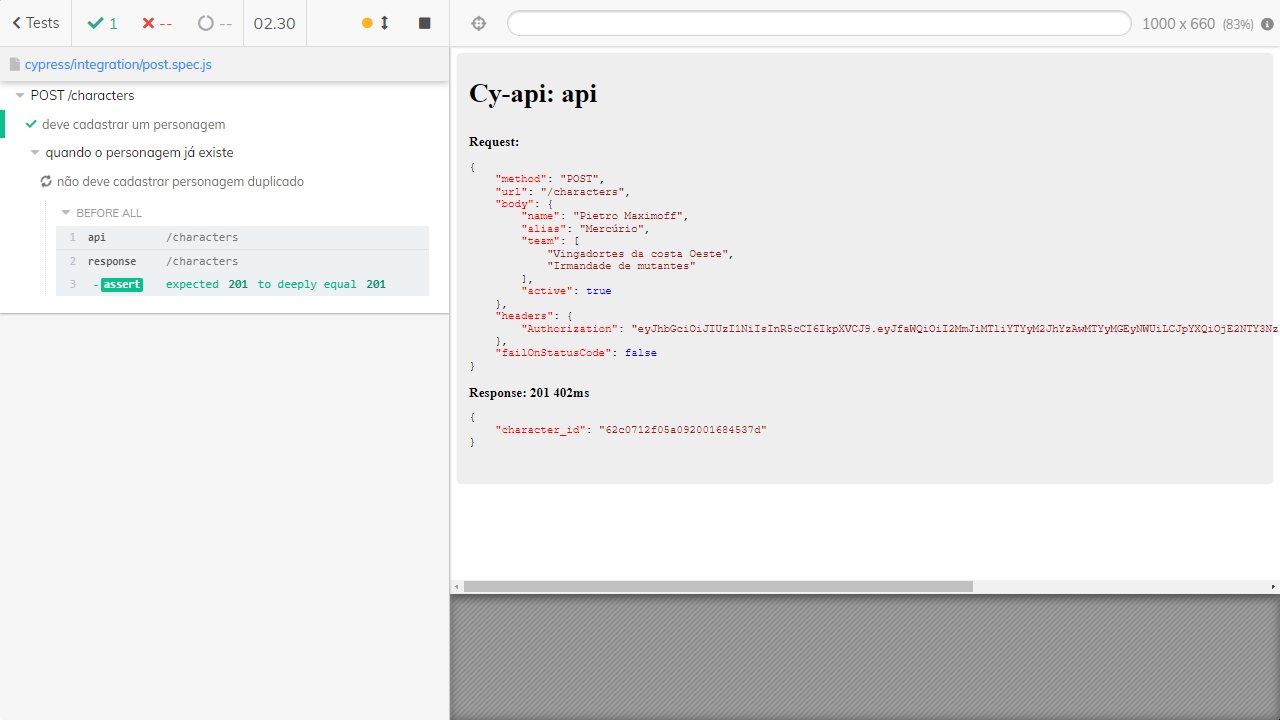 Tests 1 -- -- 02.30 1000 x 660 (83%)
cypress/integration/post.spec.js
POST /characters
deve cadastrar um personagem
quando o personagem já existe
não deve cadastrar personagem duplicado
BEFORE ALL
1 api /characters
2 response /characters
3 -assert expected 201 to deeply equal 201
Cy-api: api
Request:
{
"method": "POST",
"url": "/characters",
"body": {
"name": "Pietro Maximoff",
"alias": "Mercúrio",
"team": [
"Vingadortes da costa Oeste",
"Irmandade de mutantes"
],
"active": true
},
"headers": {
"Authorization":
},
"failOnStatusCode": false
}
Response: 201 402ms
{
"character_id": "62c0712f05a092001684537d"
}